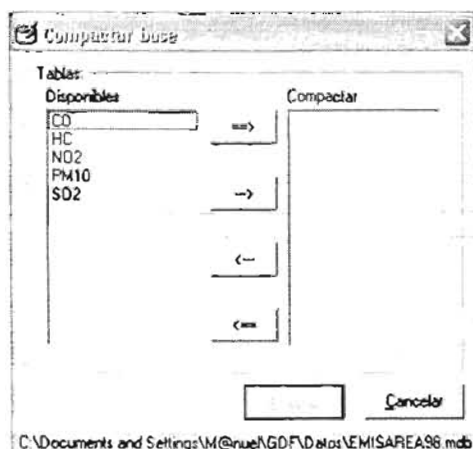 Compactar base
Tablas:
Disponibles
Compactar
CO
HC
NO2
PM10
SO2
==>
-->
<--
<==
Cancelar
C:\Documents and Settings\M@nuel\GDF\Datos\EMISAREA98.mdb